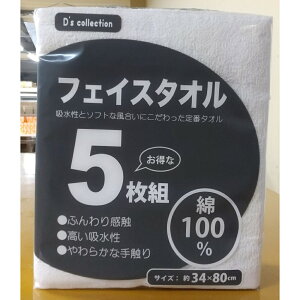 D's collection
フェイスタオル
吸水性とソフトな風合いにこだわった定番タオル
お得な
5枚組
●ふんわり感触
●高い吸水性
●やわらかな手触り
綿
100
%
サイズ：約34×80cm